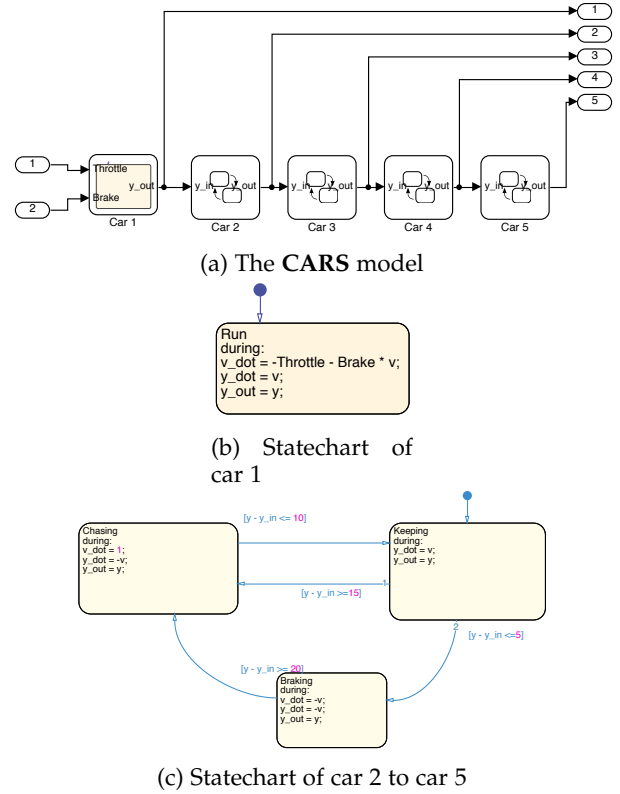 1
2
3
4
5
1
2
Throttle
Brake
y_out
Car 1
y_in y_out
Car 2
y_in y_out
Car 3
y_in y_out
Car 4
y_in y_out
Car 5
(a) The CARS model
Run
during:
v_dot = -Throttle - Brake * v;
y_dot = v;
y_out = y;
(b) Statechart of
car 1
[y - y_in <= 10]
Chasing
during:
v_dot = 1;
y_dot = -v;
y_out = y;
Keeping
during:
y_dot = v;
y_out = y;
1
[y - y_in >=15]
2
[y - y_in <=5]
[y - y_in >= 20]
Braking
during:
v_dot = -v;
y_dot = -v;
y_out = y;
(c) Statechart of car 2 to car 5